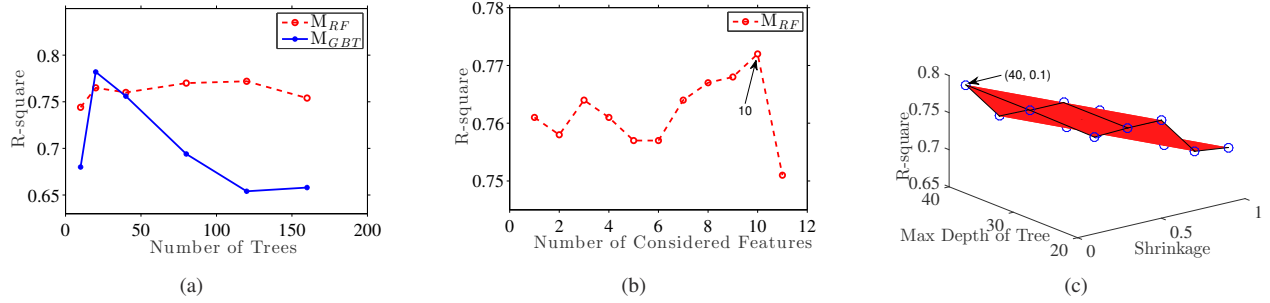 M_RF
M_GBT
0.8
0.75
0.7
0.65
R-square
0
50
100
150
200
Number of Trees
(a)
M_RF
0.78
0.77
0.76
0.75
R-square
10
0
2
4
6
8
10
12
Number of Considered Features
(b)
(40, 0.1)
0.8
0.75
0.7
0.65
R-square
40
30
20
Max Depth of Tree
0
0.5
1
Shrinkage
(c)